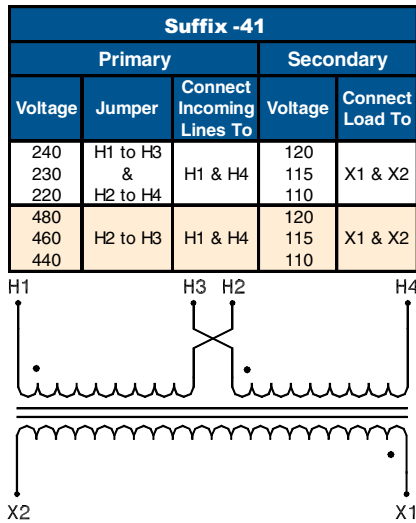 Suffix -41
Primary Secondary
Voltage Jumper Connect Incoming Lines To Voltage Connect Load To
240 H1 to H3 120
230 & H1 & H4 115 X1 & X2
220 H2 to H4 110
480 120
460 H2 to H3 H1 & H4 115 X1 & X2
440 110
H1 H3 H2 H4
X2 X1